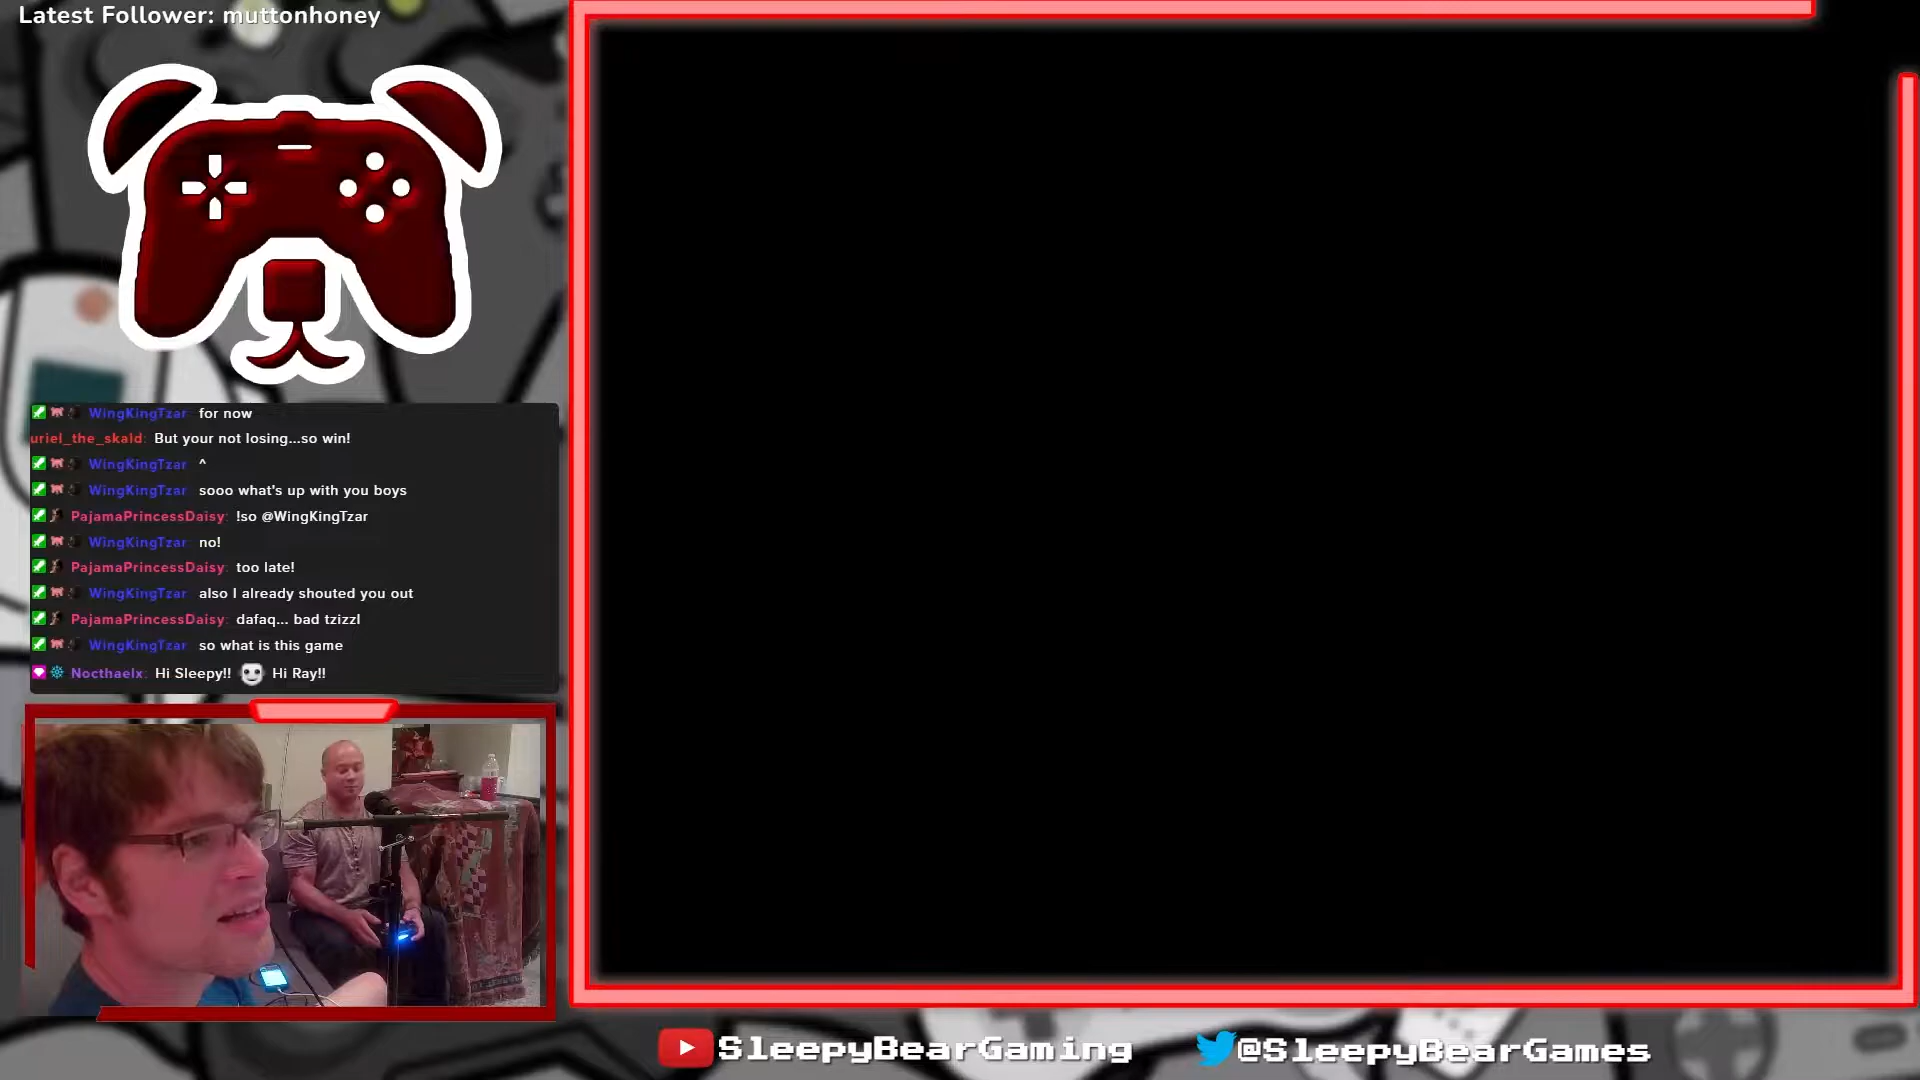 Latest Follower: muttonhoney
WingKingTzar for now
uriel_the_skald: But your not losing...so win!
WingKingTzar ^
WingKingTzar sooo what's up with you boys
PajamaPrincessDaisy: !so @WingKingTzar
WingKingTzar no!
PajamaPrincessDaisy: too late!
WingKingTzar also I already shouted you out
PajamaPrincessDaisy: dafaq... bad tzizzl
WingKingTzar so what is this game
Nocthaelx: Hi Sleepy!! Hi Ray!!
SleepyBearGaming @SleepyBearGames